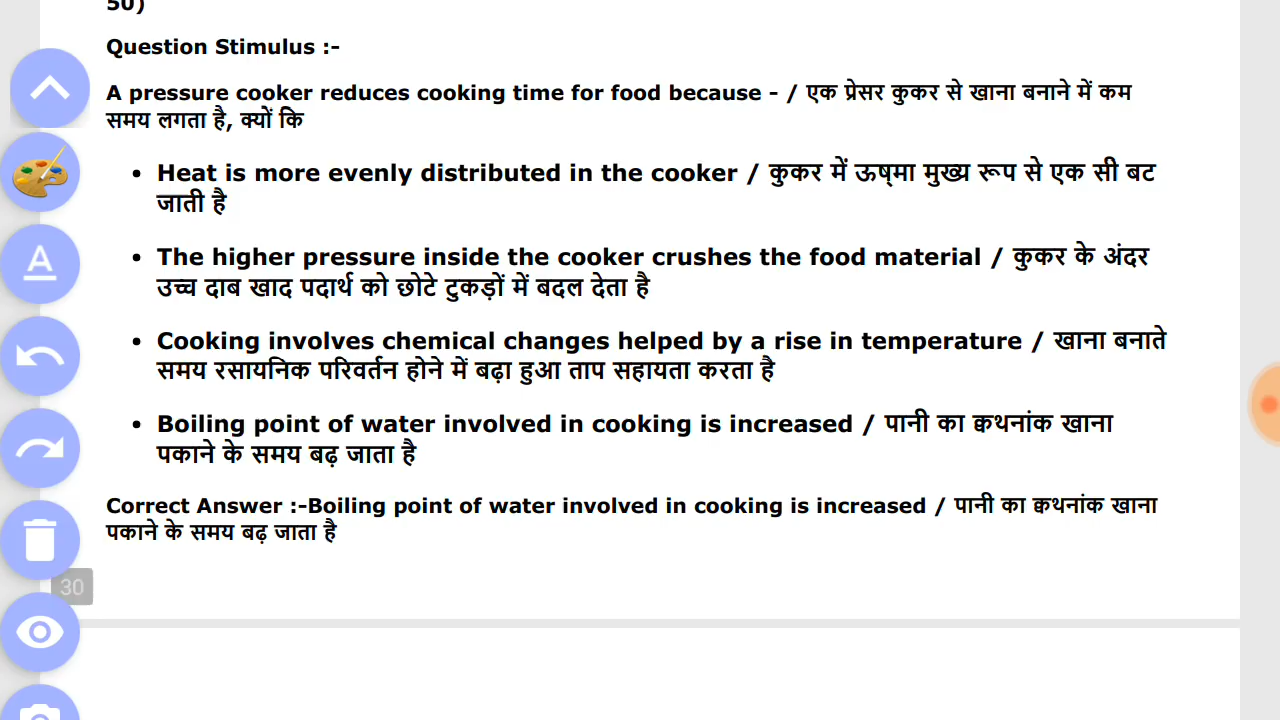 50)
Question Stimulus :-
A pressure cooker reduces cooking time for food because - / एक प्रेसर कुकर से खाना बनाने में कम
समय लगता है, क्यों कि
• Heat is more evenly distributed in the cooker / कुकर में ऊष्मा मुख्य रूप से एक सी बट
जाती है
• The higher pressure inside the cooker crushes the food material / कुकर के अंदर
उच्च दाब खाद पदार्थ को छोटे टुकड़ों में बदल देता है
• Cooking involves chemical changes helped by a rise in temperature / खाना बनाते
समय रसायनिक परिवर्तन होने में बढ़ा हुआ ताप सहायता करता है
• Boiling point of water involved in cooking is increased / पानी का क्वथनांक खाना
पकाने के समय बढ़ जाता है
Correct Answer :-Boiling point of water involved in cooking is increased / पानी का क्वथनांक खाना
पकाने के समय बढ़ जाता है
30
A